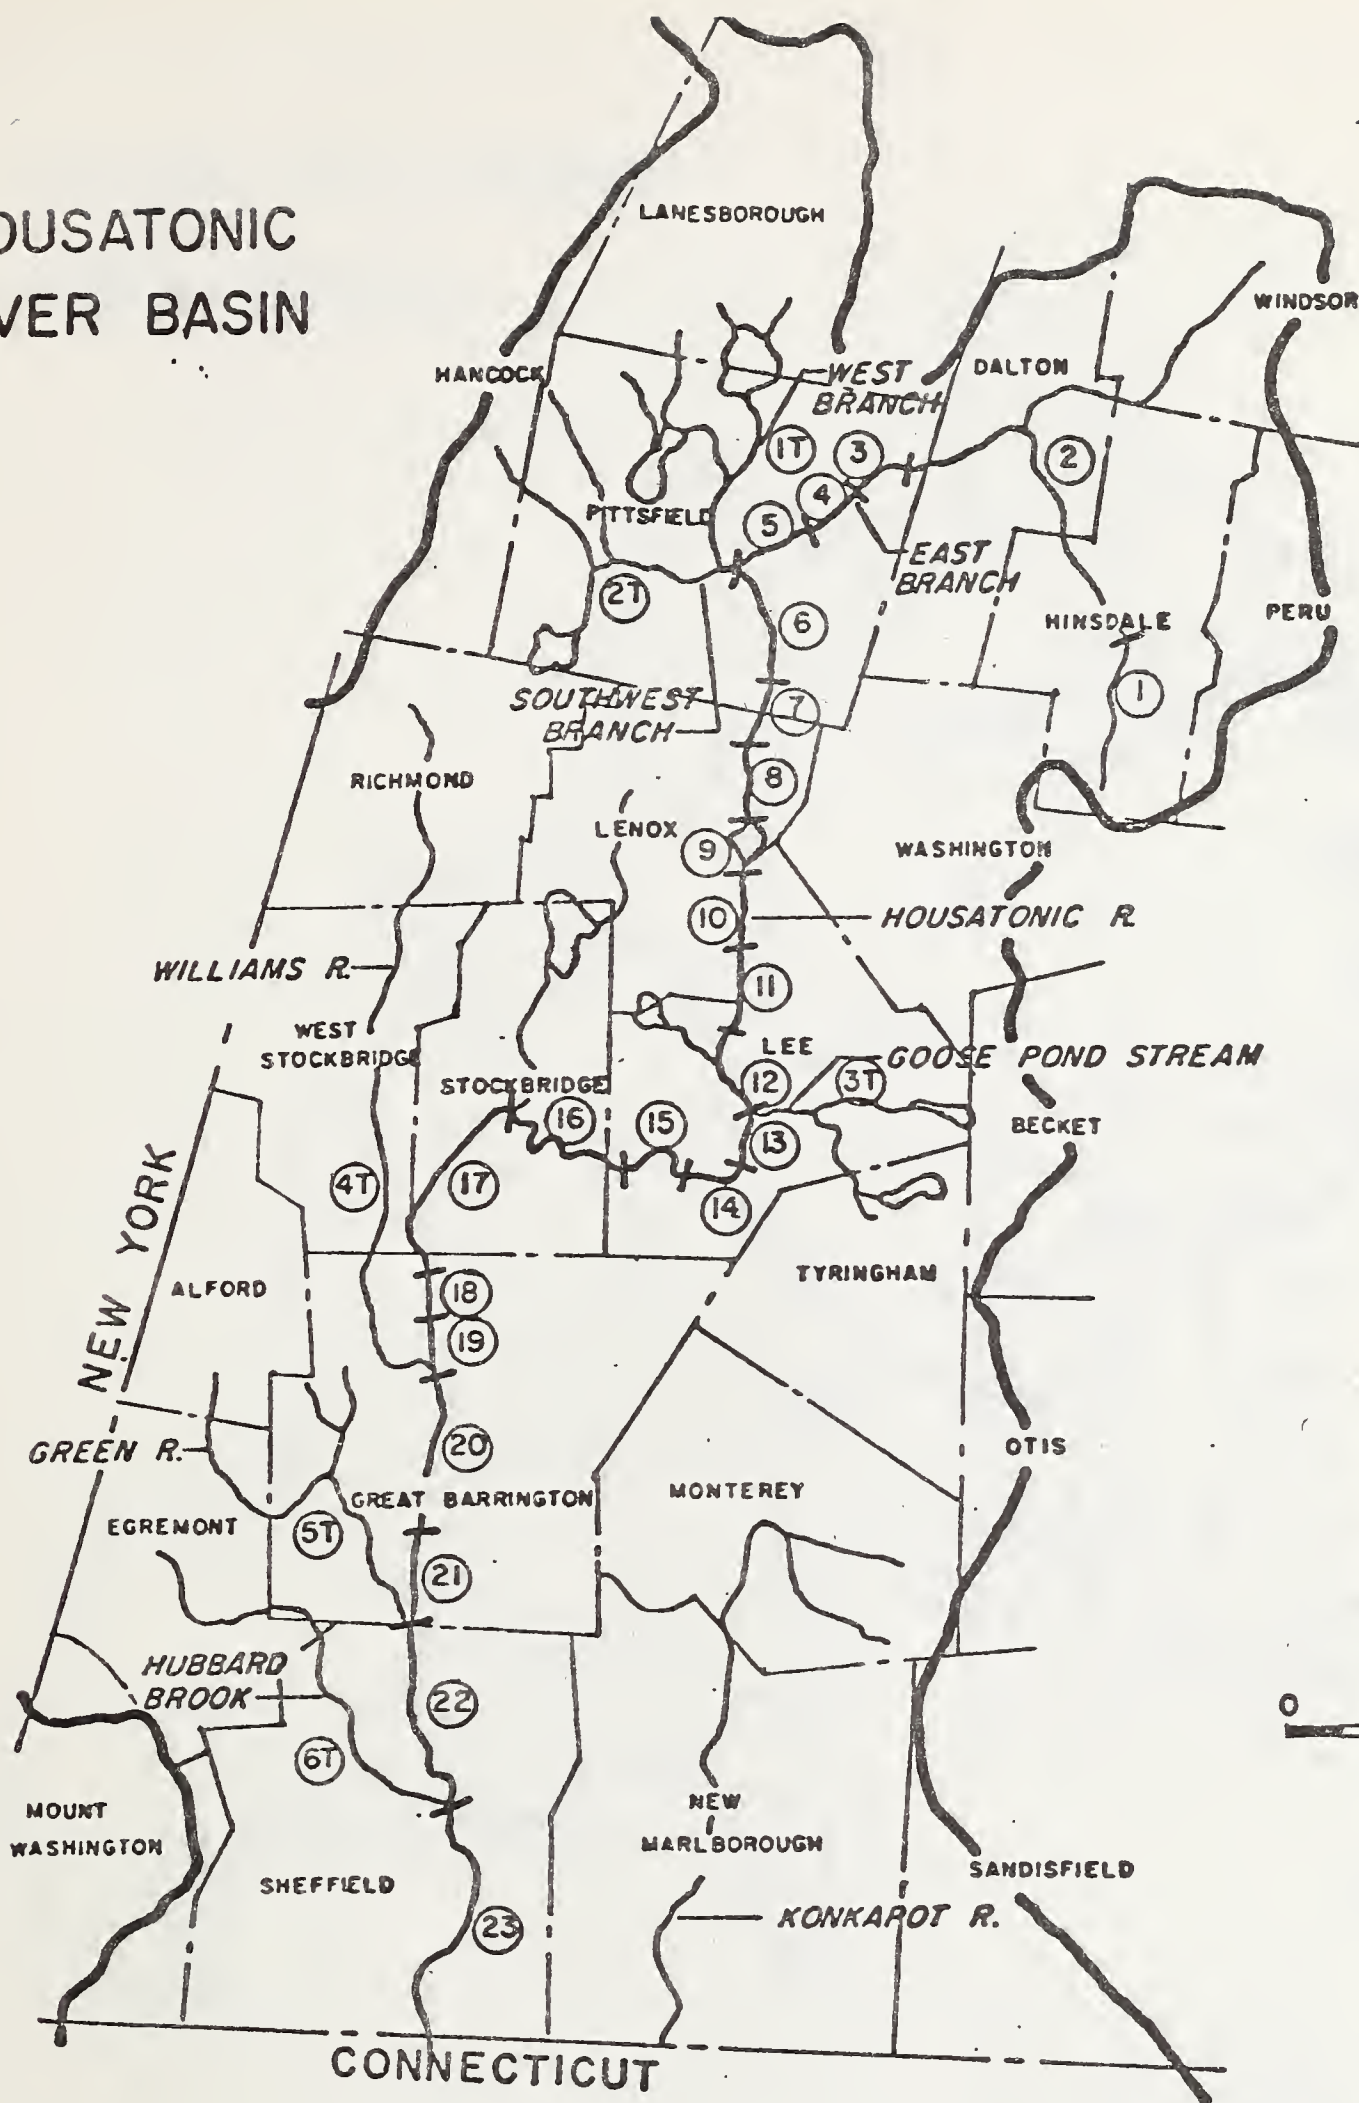 OUSATONIC
VER BASIN
LANESBOROUGH
WINDSOR
HANCOCK
WEST
BRANCH
DALTON
1T
3
2
4
PITTSFIELD
5
EAST
BRANCH
2T
6
HINSDALE
PERU
SOUTHWEST
BRANCH
7
1
RICHMOND
8
LENOX
9
WASHINGTON
10
HOUSATONIC R.
WILLIAMS R.
11
WEST
STOCKBRIDGE
LEE
GOOSE POND STREAM
STOCKBRIDGE
12
3T
16
15
13
BECKET
NEW YORK
4T
17
14
ALFORD
TYRINGHAM
18
19
GREEN R.
20
OTIS
GREAT BARRINGTON
MONTEREY
EGREMONT
5T
21
HUBBARD
BROOK
22
0
6T
MOUNT
WASHINGTON
NEW
MARLBOROUGH
SHEFFIELD
SANDISFIELD
23
KONKAPOT R.
CONNECTICUT